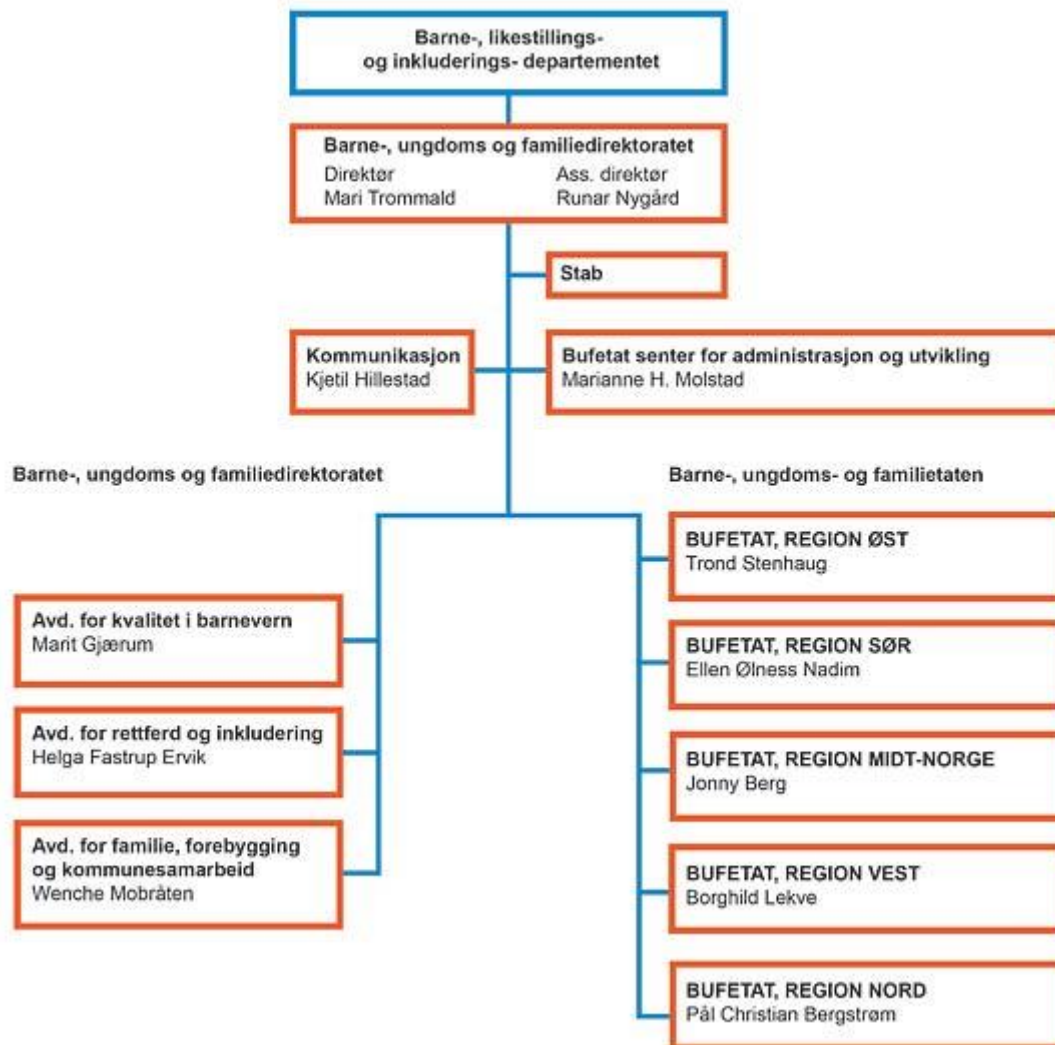 Barne-, likestillings-
og inkluderings- departementet
Barne-, ungdoms og familiedirektoratet
Direktør
Mari Trommald
Ass. direktør
Runar Nygård
Stab
Kommunikasjon
Kjetil Hillestad
Bufetat senter for administrasjon og utvikling
Marianne H. Molstad
Barne-, ungdoms og familiedirektoratet
Avd. for kvalitet i barnevern
Marit Gjærum
Avd. for rettferd og inkludering
Helga Fastrup Ervik
Avd. for familie, forebygging
og kommunesamarbeid
Wenche Mobråten
Barne-, ungdoms- og familietaten
BUFETAT, REGION ØST
Trond Stenhaug
BUFETAT, REGION SØR
Ellen Ølness Nadim
BUFETAT, REGION MIDT-NORGE
Jonny Berg
BUFETAT, REGION VEST
Borghild Lekve
BUFETAT, REGION NORD
Pål Christian Bergstrøm